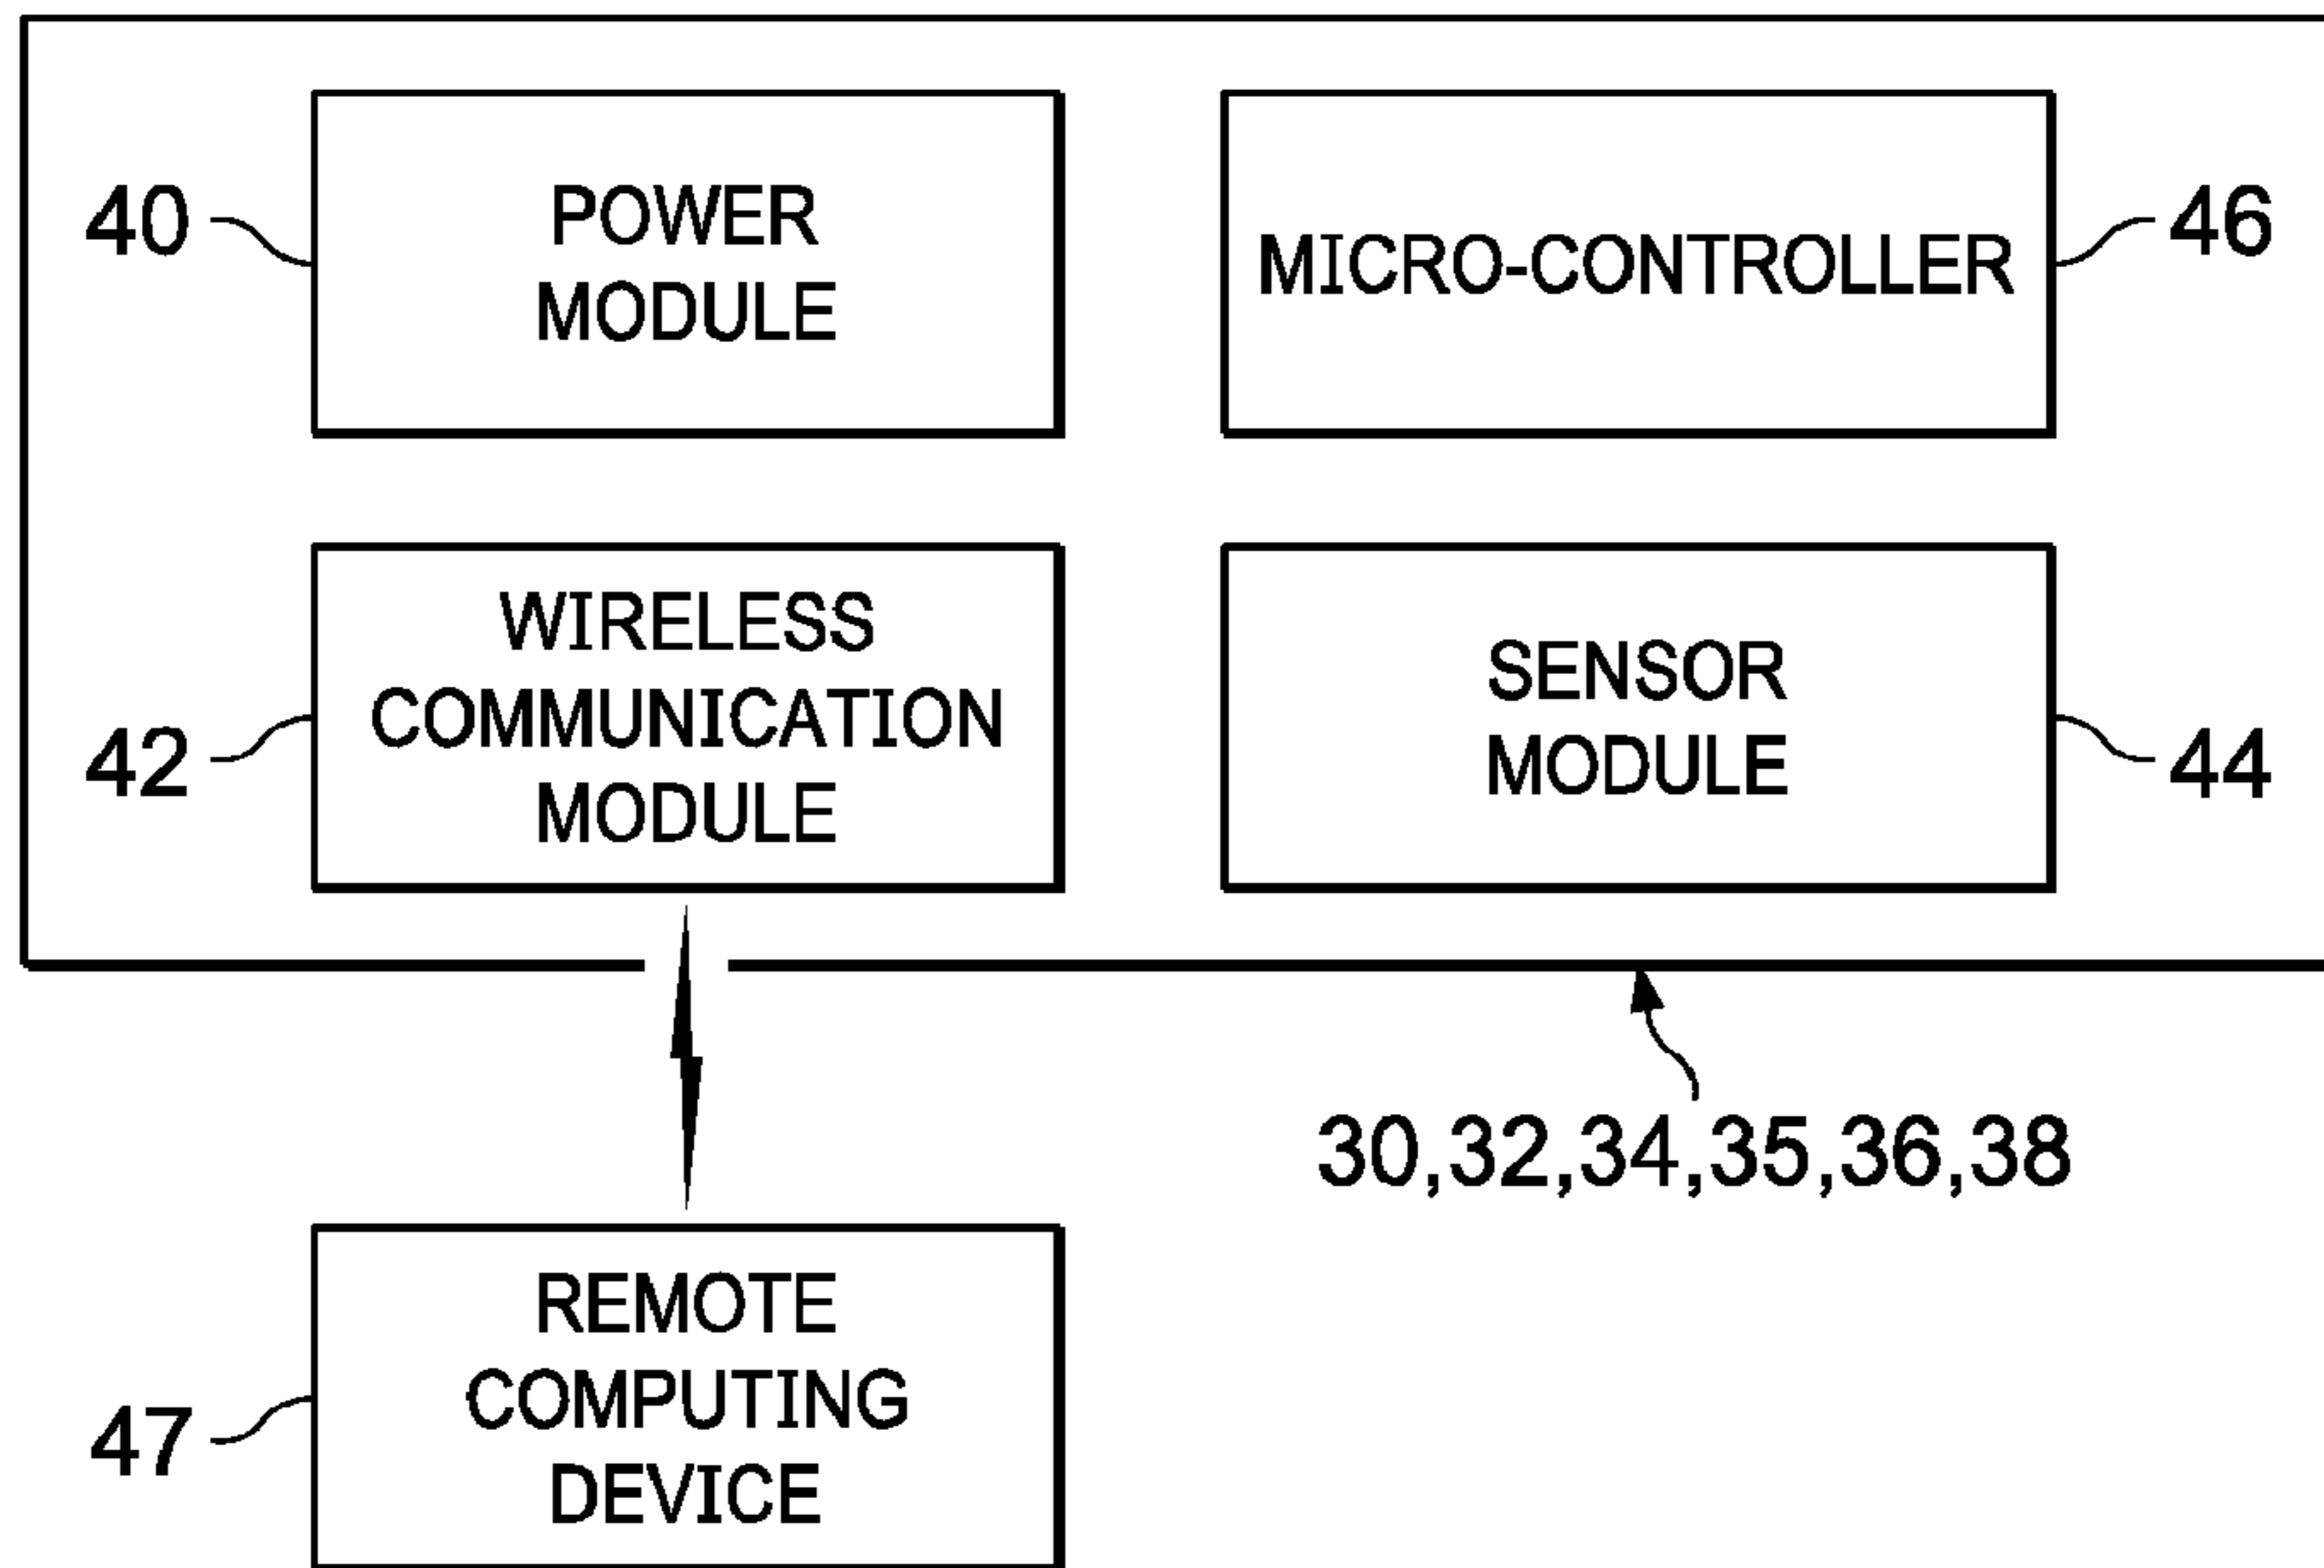 40
POWER
MODULE
MICRO-CONTROLLER
46
42
WIRELESS
COMMUNICATION
MODULE
SENSOR
MODULE
44
30,32,34,35,36,38
47
REMOTE
COMPUTING
DEVICE